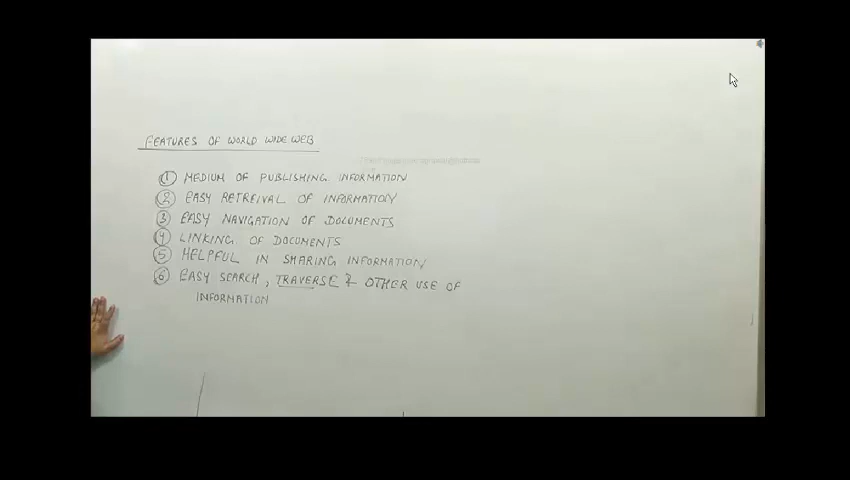 FEATURES OF WORLD WIDE WEB
① MEDIUM OF PUBLISHING INFORMATION
② EASY RETREIVAL OF INFORMATION
③ EASY NAVIGATION OF DOCUMENTS
④ LINKING OF DOCUMENTS
⑤ HELPFUL IN SHARING INFORMATION
⑥ EASY SEARCH, TRAVERSE & OTHER USE OF
INFORMATION